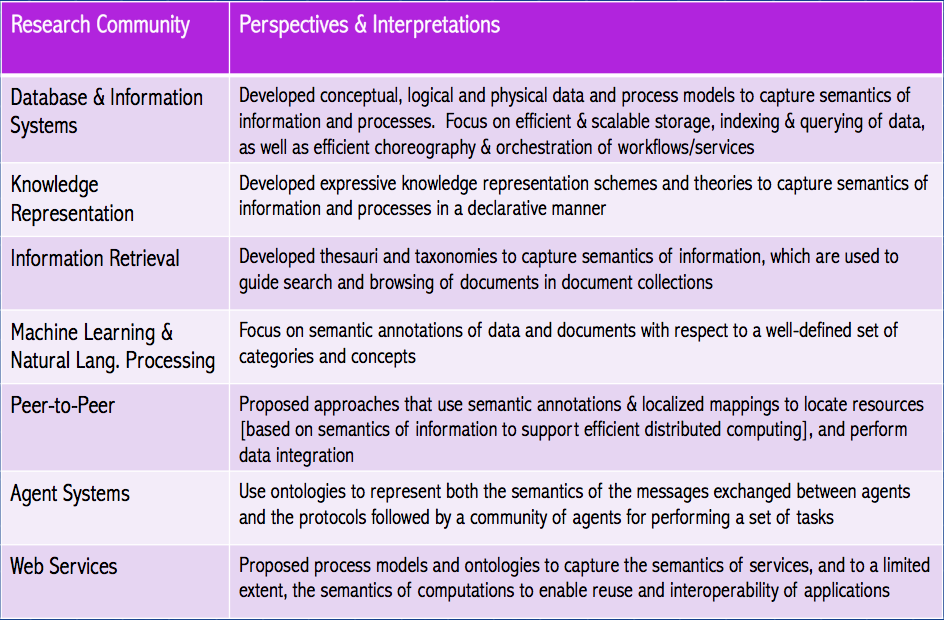 Research Community
Perspectives & Interpretations
Database & Information
Systems
Developed conceptual, logical and physical data and process models to capture semantics of
information and processes.  Focus on efficient & scalable storage, indexing & querying of data,
as well as efficient choreography & orchestration of workflows/services
Knowledge
Representation
Developed expressive knowledge representation schemes and theories to capture semantics of
information and processes in a declarative manner
Information Retrieval
Developed thesauri and taxonomies to capture semantics of information, which are used to
guide search and browsing of documents in document collections
Machine Learning &
Natural Lang. Processing
Focus on semantic annotations of data and documents with respect to a well-defined set of
categories and concepts
Peer-to-Peer
Proposed approaches that use semantic annotations & localized mappings to locate resources
[based on semantics of information to support efficient distributed computing], and perform
data integration
Agent Systems
Use ontologies to represent both the semantics of the messages exchanged between agents
and the protocols followed by a community of agents for performing a set of tasks
Web Services
Proposed process models and ontologies to capture the semantics of services, and to a limited
extent, the semantics of computations to enable reuse and interoperability of applications